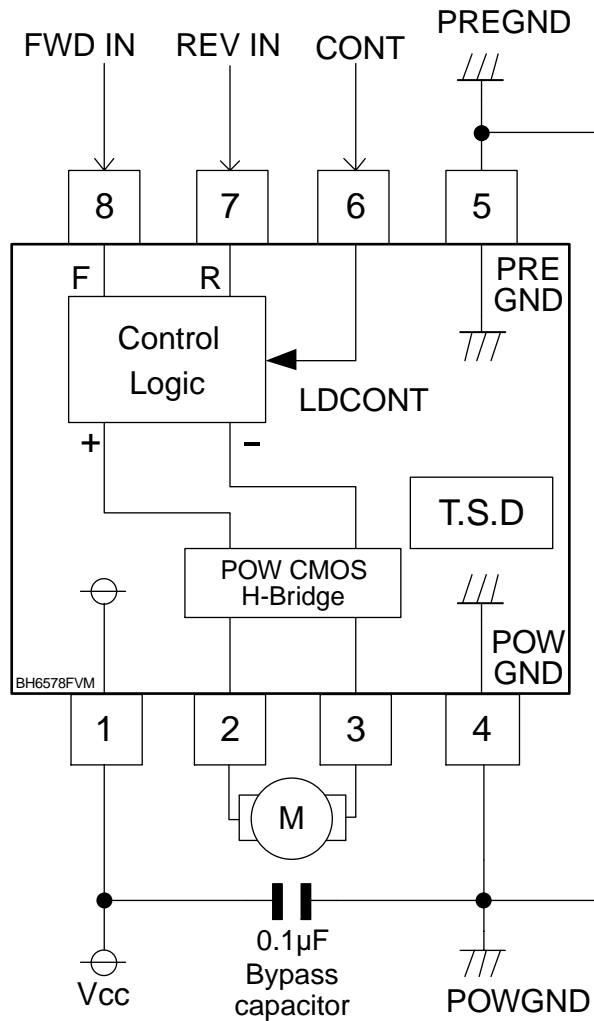 PREGND
FWD IN
REV IN
CONT
8
7
6
5
F
R
PRE
GND
Control
Logic
LDCONT
+
−
T.S.D
POW CMOS
H-Bridge
POW
GND
BH6578FVM
1
2
3
4
M
0.1µF
Bypass
capacitor
Vcc
POWGND